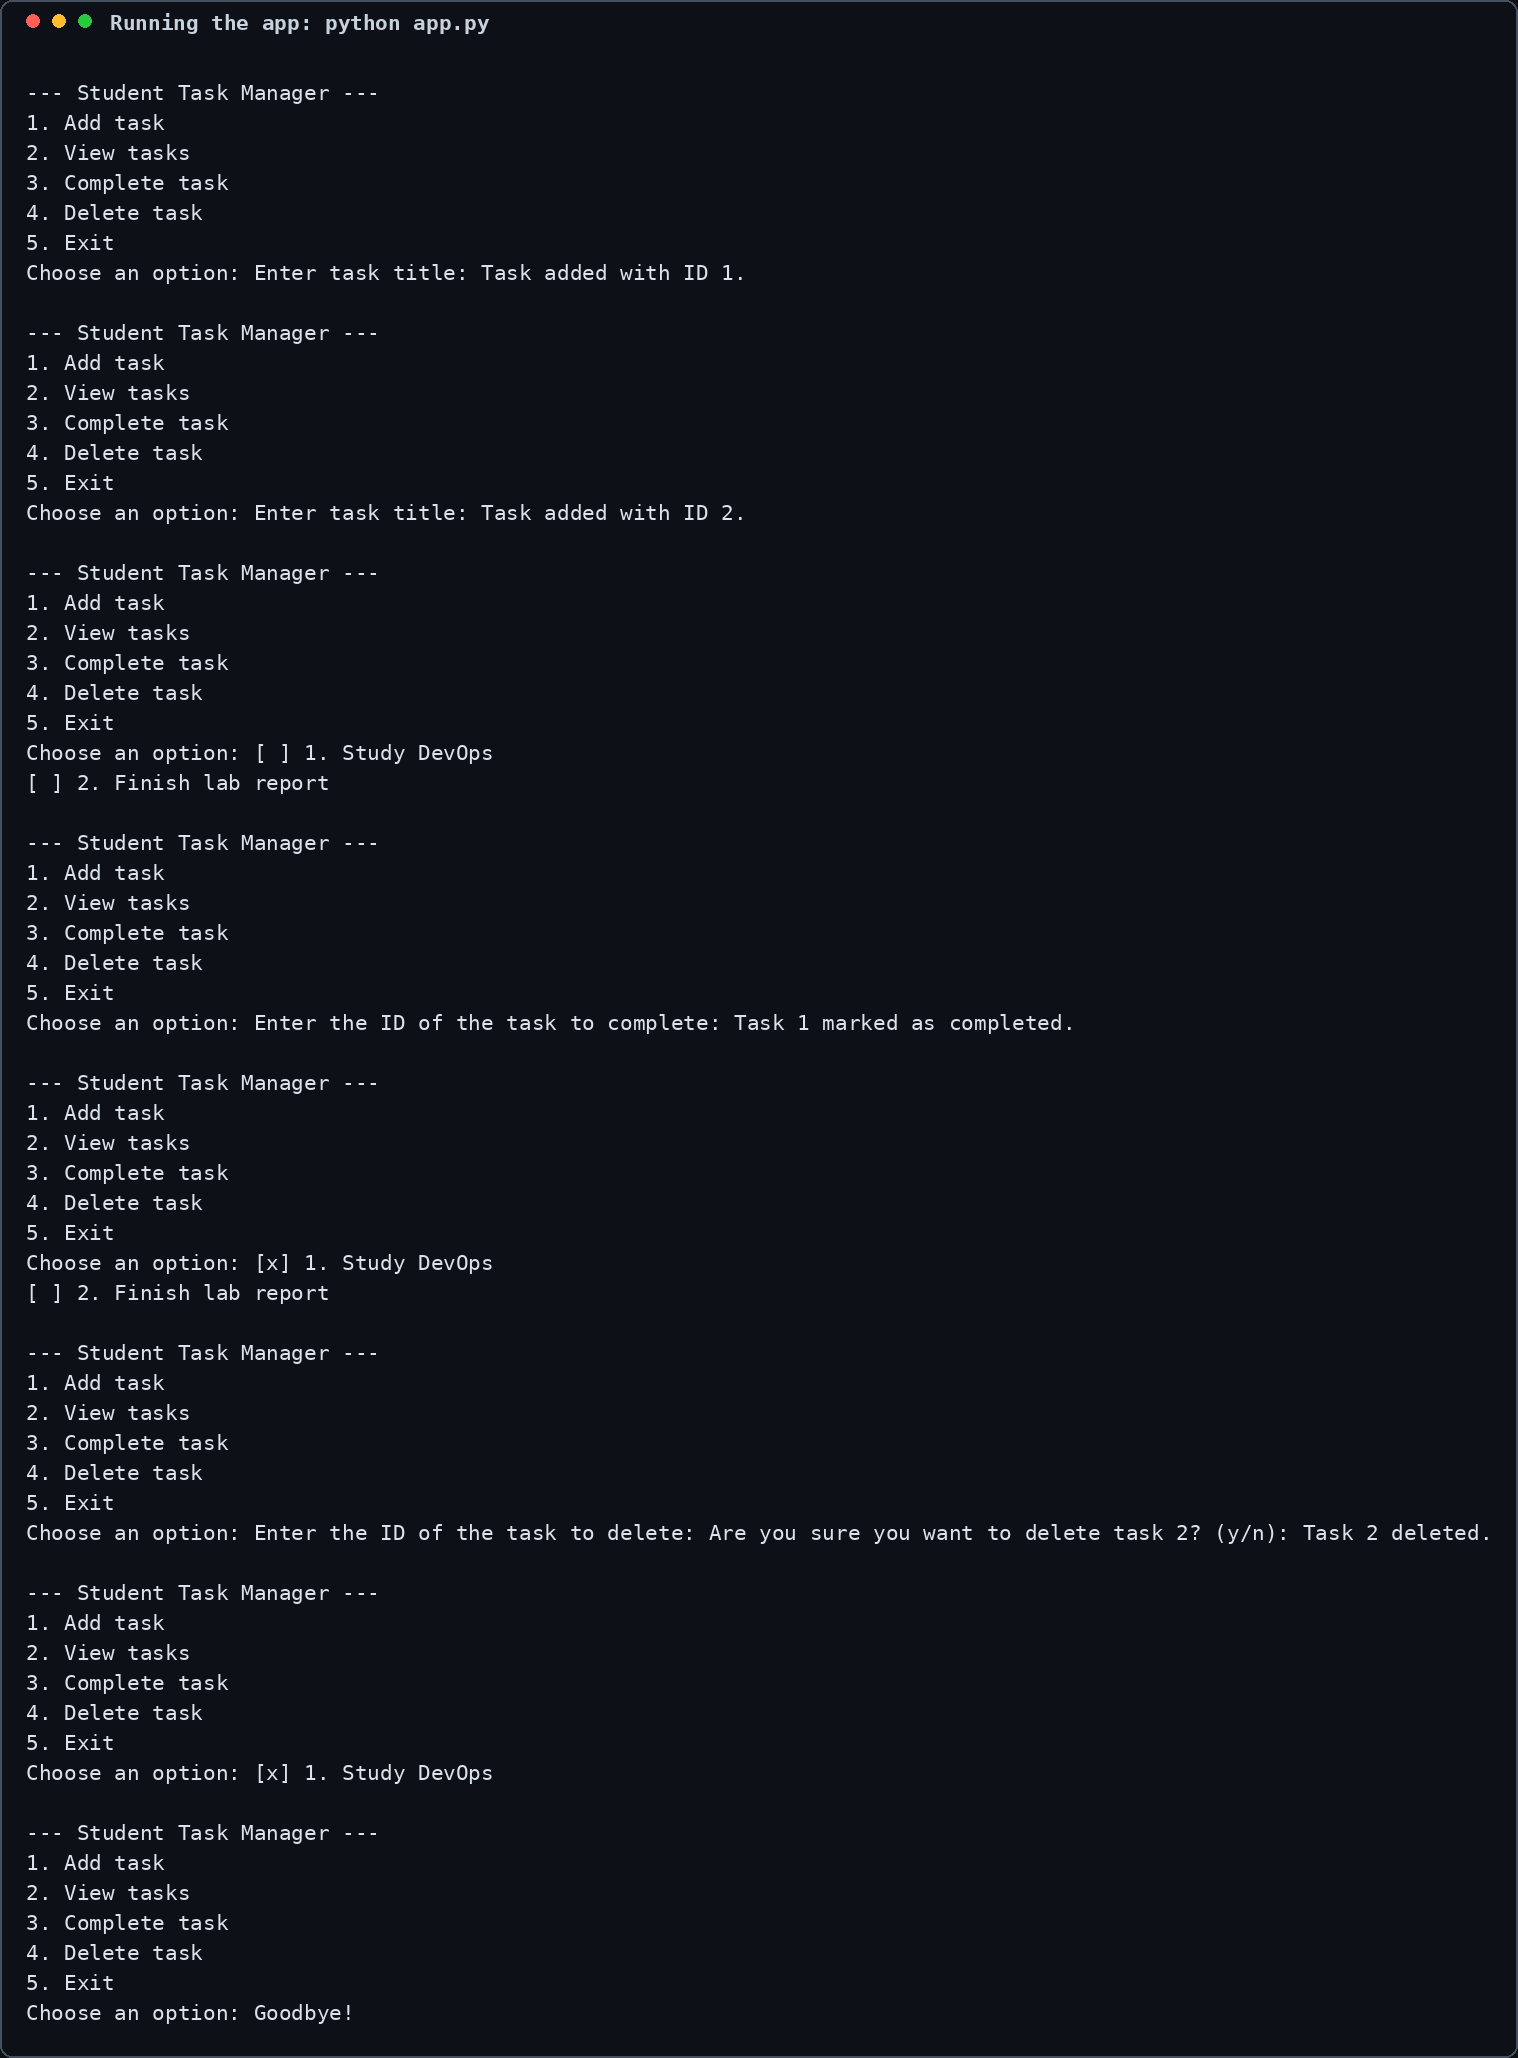 Running the app: python app.py
--- Student Task Manager ---
1. Add task
2. View tasks
3. Complete task
4. Delete task
5. Exit
Choose an option: Enter task title: Task added with ID 1.
--- Student Task Manager ---
1. Add task
2. View tasks
3. Complete task
4. Delete task
5. Exit
Choose an option: Enter task title: Task added with ID 2.
--- Student Task Manager ---
1. Add task
2. View tasks
3. Complete task
4. Delete task
5. Exit
Choose an option: [ ] 1. Study DevOps
[ ] 2. Finish lab report
--- Student Task Manager ---
1. Add task
2. View tasks
3. Complete task
4. Delete task
5. Exit
Choose an option: Enter the ID of the task to complete: Task 1 marked as completed.
--- Student Task Manager ---
1. Add task
2. View tasks
3. Complete task
4. Delete task
5. Exit
Choose an option: [x] 1. Study DevOps
[ ] 2. Finish lab report
--- Student Task Manager ---
1. Add task
2. View tasks
3. Complete task
4. Delete task
5. Exit
Choose an option: Enter the ID of the task to delete: Are you sure you want to delete task 2? (y/n): Task 2 deleted.
--- Student Task Manager ---
1. Add task
2. View tasks
3. Complete task
4. Delete task
5. Exit
Choose an option: [x] 1. Study DevOps
--- Student Task Manager ---
1. Add task
2. View tasks
3. Complete task
4. Delete task
5. Exit
Choose an option: Goodbye!